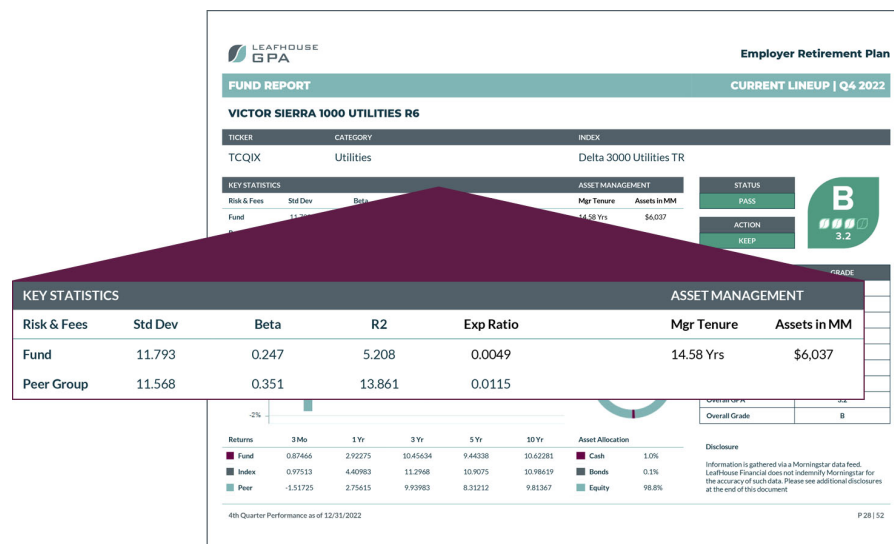 LEAFHOUSE
GPA
Employer Retirement Plan
FUND REPORT CURRENT LINEUP | Q4 2022
VICTOR SIERRA 1000 UTILITIES R6
TICKER CATEGORY INDEX
TCQIX Utilities Delta 3000 Utilities TR
KEY STATISTICS ASSET MANAGEMENT STATUS
Risk & Fees Std Dev Beta Mgr Tenure Assets in MM PASS
Fund 14.58 Yrs $6,037 ACTION
KEEP
B
3.2
GRADE
KEY STATISTICS ASSET MANAGEMENT
Risk & Fees Std Dev Beta R2 Exp Ratio Mgr Tenure Assets in MM
Fund 11.793 0.247 5.208 0.0049 14.58 Yrs $6,037
Peer Group 11.568 0.351 13.861 0.0115
Overall GPA 3.2
-2% Overall Grade B
Returns 3 Mo 1 Yr 3 Yr 5 Yr 10 Yr Asset Allocation
Fund 0.87466 2.92275 10.45634 9.44338 10.62281 Cash 1.0%
Index 0.97513 4.40983 11.2968 10.9075 10.98619 Bonds 0.1%
Peer -1.51725 2.75615 9.93983 8.31212 9.81367 Equity 98.8%
Disclosure
Information is gathered via a Morningstar data feed.
LeafHouse Financial does not indemnify Morningstar for
the accuracy of such data. Please see additional disclosures
at the end of this document
4th Quarter Performance as of 12/31/2022 P 28 | 52